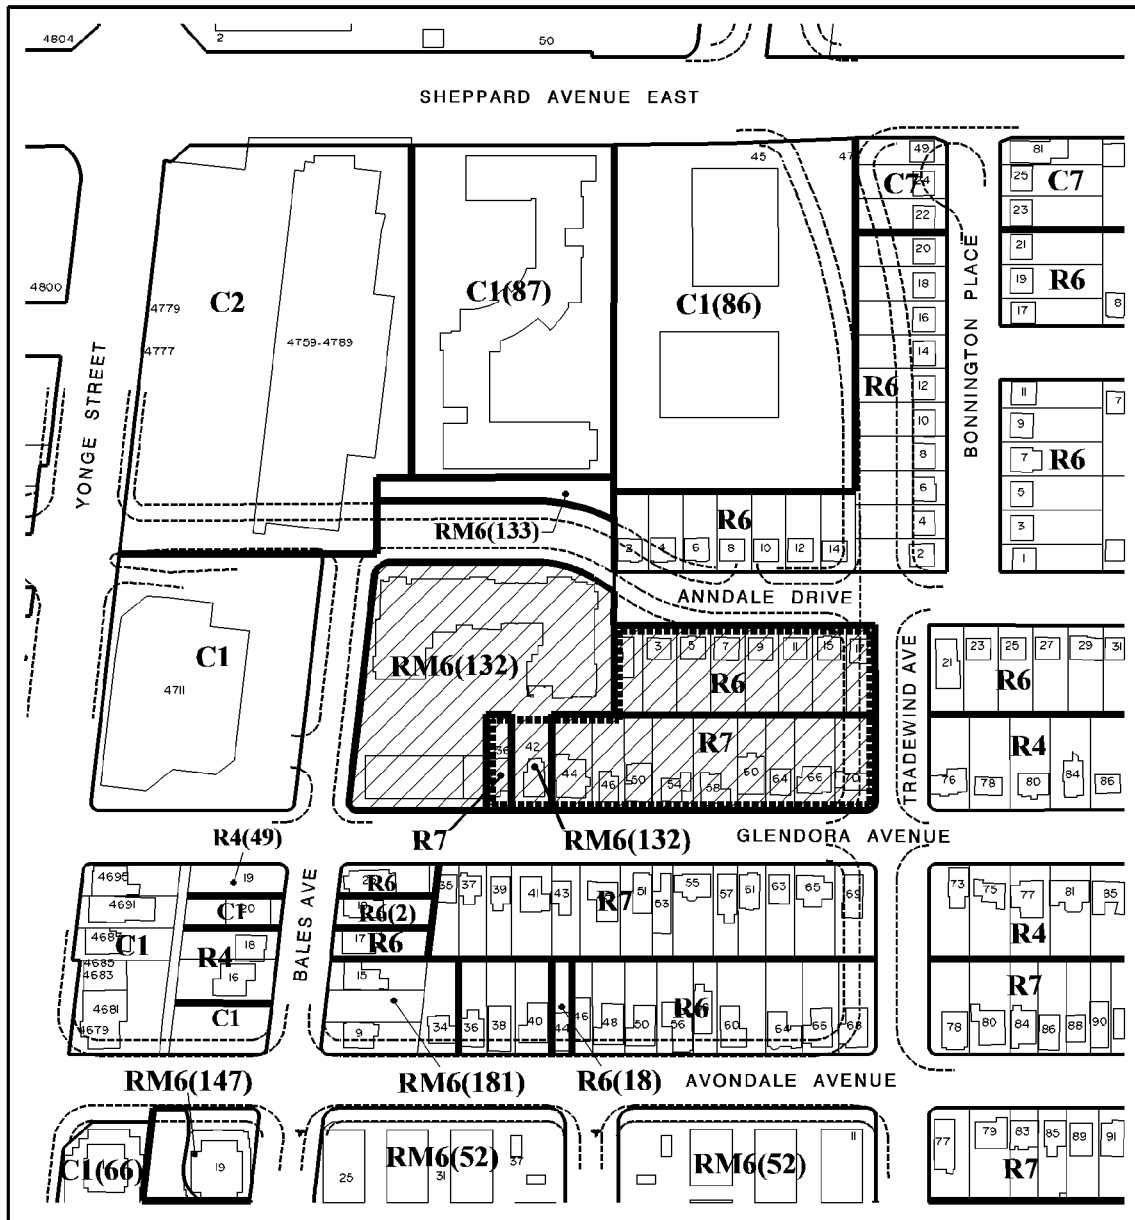 4804
2
50
SHEPPARD AVENUE EAST
45
47
49
81
C7
24
25
C7
22
23
20
21
4800
18
19
R6
8
4779
C2
C1(87)
C1(86)
16
17
4777
4759-4789
14
YONGE STREET
R6
12
11
7
BONNINGTON PLACE
10
9
8
7
R6
6
5
RM6(133)
R6
4
3
2
4
6
8
10
12
14
2
1
ANNDALE DRIVE
C1
4711
RM6(132)
3
5
7
9
11
15
17
R6
TRADEWIND AVE
21
23
25
27
29
31
R6
36
42
R7
R4
44
46
50
54
58
60
64
66
70
76
78
80
84
86
R7
RM6(132)
GLENDORA AVENUE
R4(49)
4695
19
R6
35
37
39
41
43
R7
51
53
55
57
61
63
65
69
73
75
77
81
85
4691
C1
20
R6(2)
C1
18
17
R6
R4
4685
4683
R4
16
BALES AVE
15
R7
4681
C1
4679
9
34
36
38
40
44
46
48
50
56
R6
60
64
66
68
78
80
84
86
88
90
RM6(147)
RM6(181)
R6(18)
AVONDALE AVENUE
C1(66)
19
25
RM6(52)
31
37
RM6(52)
11
77
79
83
85
89
91
R7